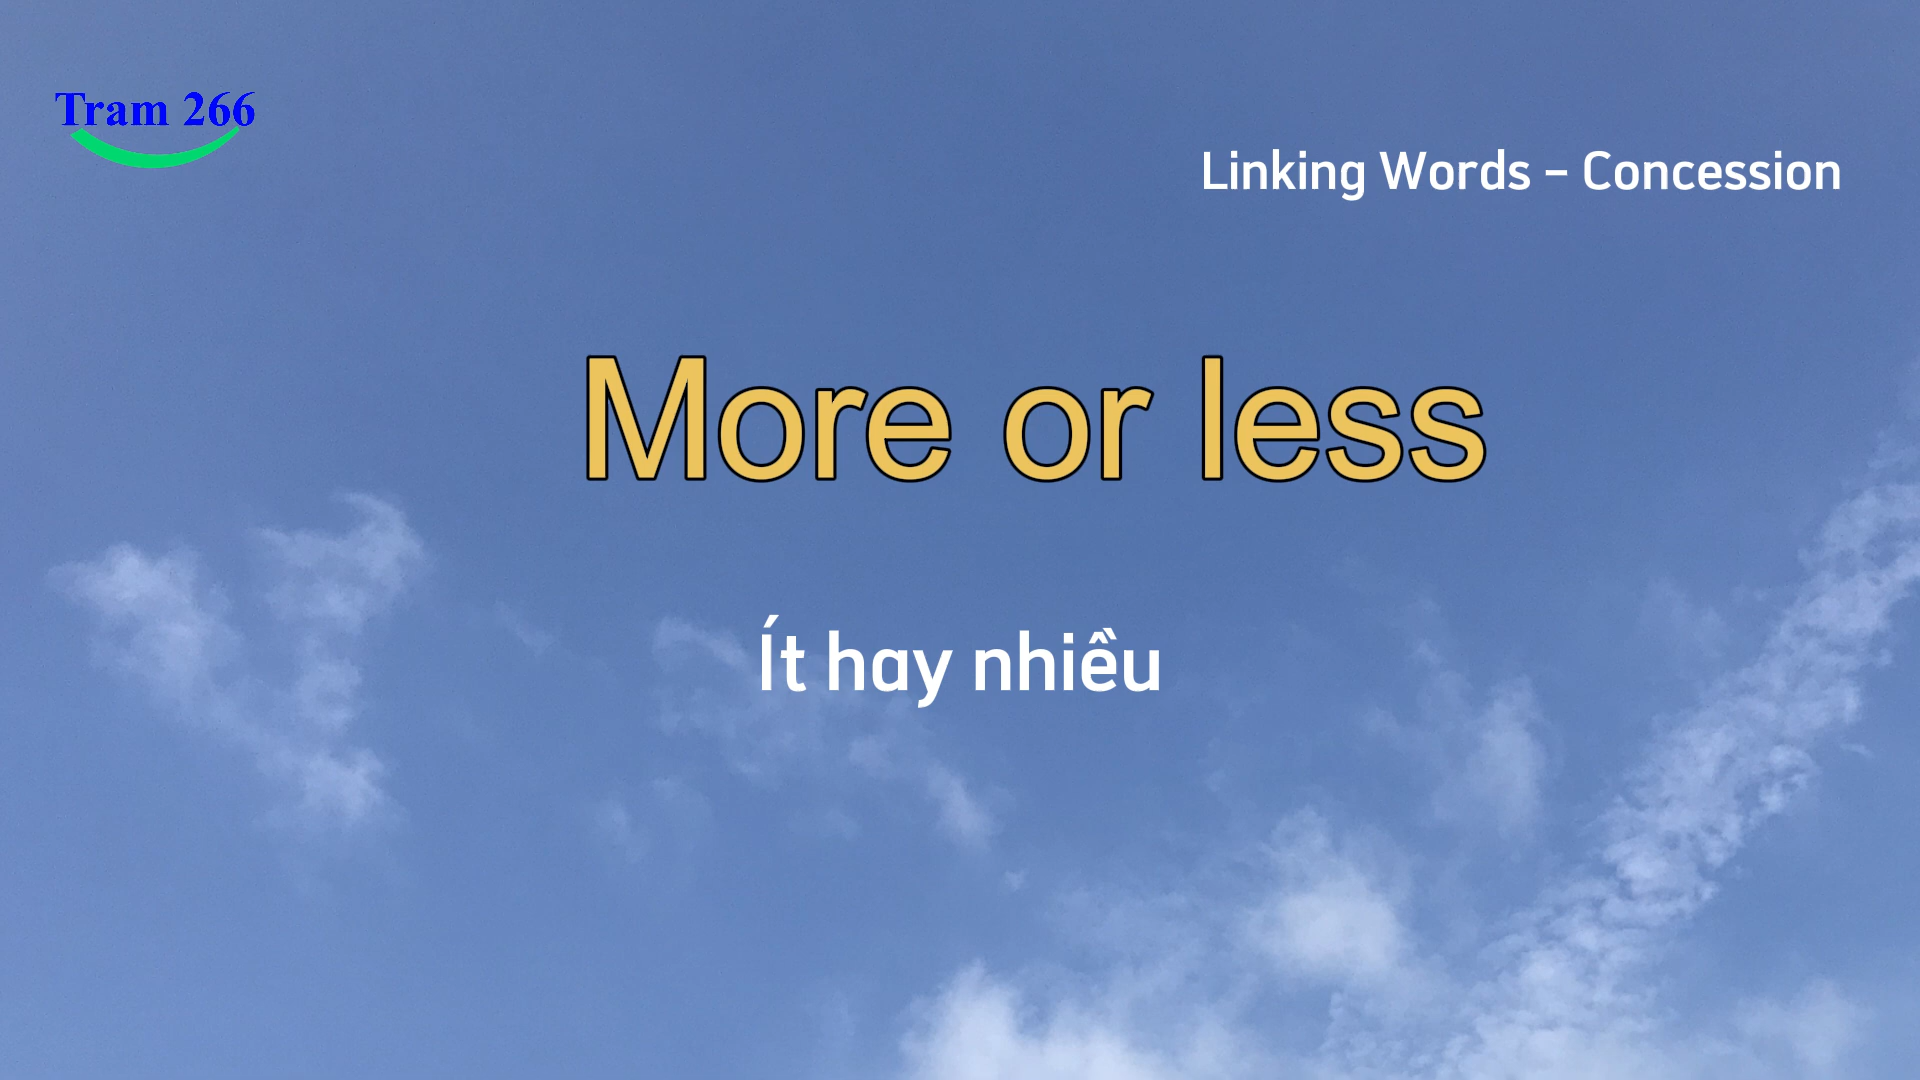 Tram 266
Linking Words – Concession
More or less
Ít hay nhiều